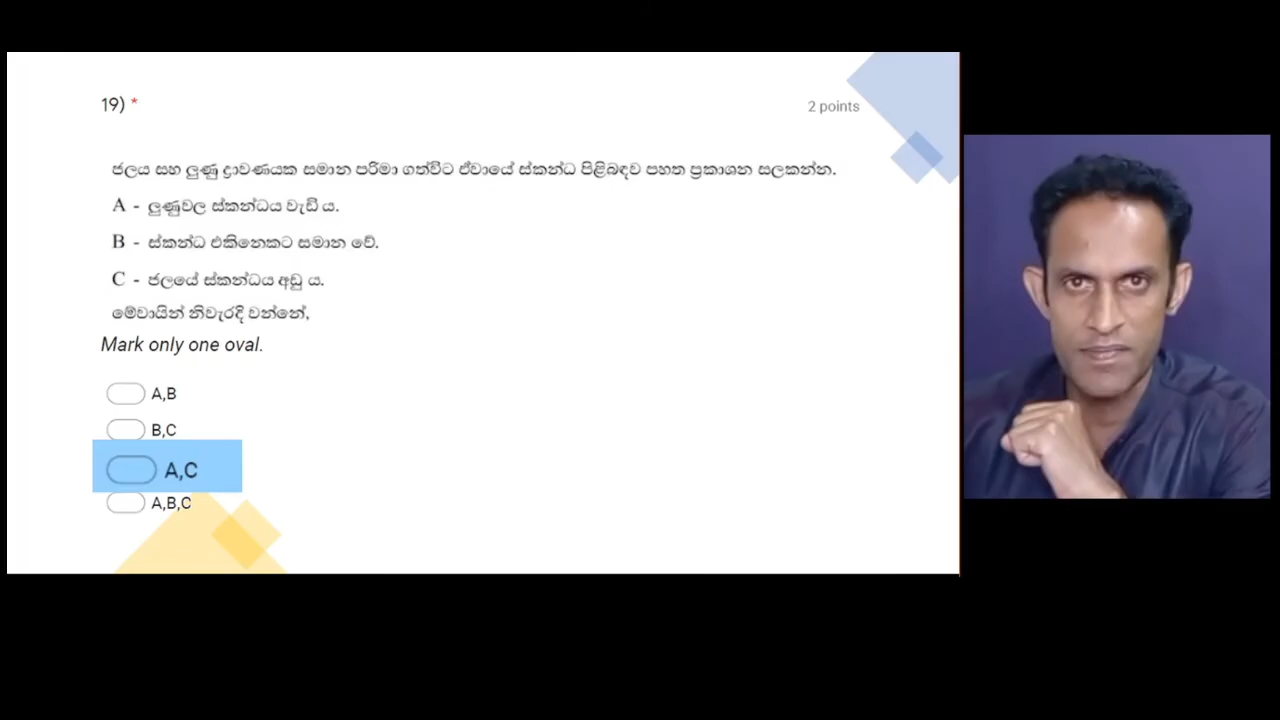 19) *
2 points
ජලය සහ ලුණු ද්‍රාවණයක සමාන පරිමා ගත්විට ඒවායේ ස්කන්ධ පිළිබඳව පහත ප්‍රකාශන සලකන්න.
A - ලුණුවල ස්කන්ධය වැඩි ය.
B - ස්කන්ධ එකිනෙකට සමාන වේ.
C - ජලයේ ස්කන්ධය අඩු ය.
මේවායින් නිවැරදි වන්නේ,
Mark only one oval.
A,B
B,C
A,C
A,B,C